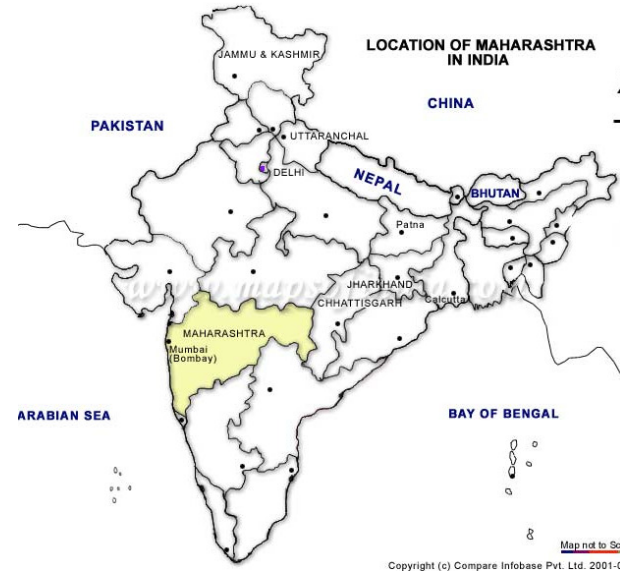 LOCATION OF MAHARASHTRA
IN INDIA
JAMMU & KASHMIR
CHINA
PAKISTAN
UTTARANCHAL
DELHI
NEPAL
BHUTAN
Patna
JHARKHAND
CHHATTISGARH
Calcutta
MAHARASHTRA
Mumbai
(Bombay)
ARABIAN SEA
BAY OF BENGAL
Map not to
Copyright (c) Compare Infobase Pvt. Ltd. 2001-